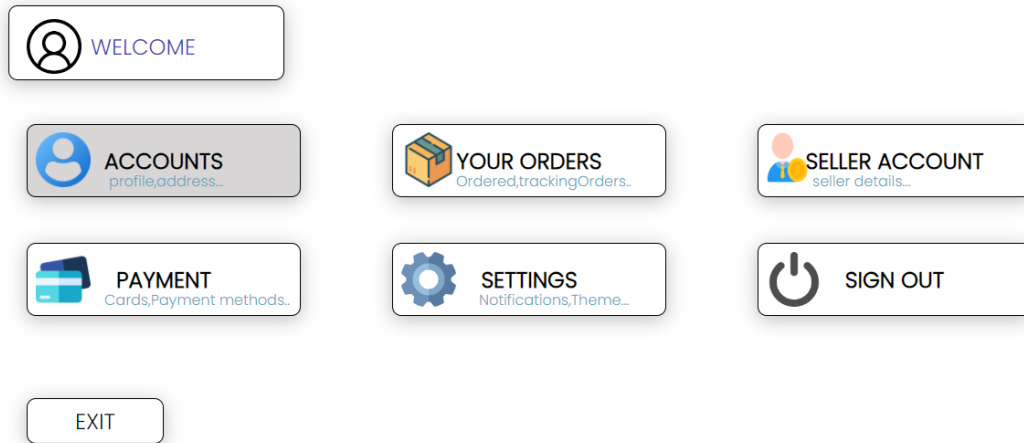 WELCOME
ACCOUNTS
profile,address...
YOUR ORDERS
Ordered,trackingOrders..
SELLER ACCOUNT
seller details...
PAYMENT
Cards,Payment methods..
SETTINGS
Notifications,Theme...
SIGN OUT
EXIT